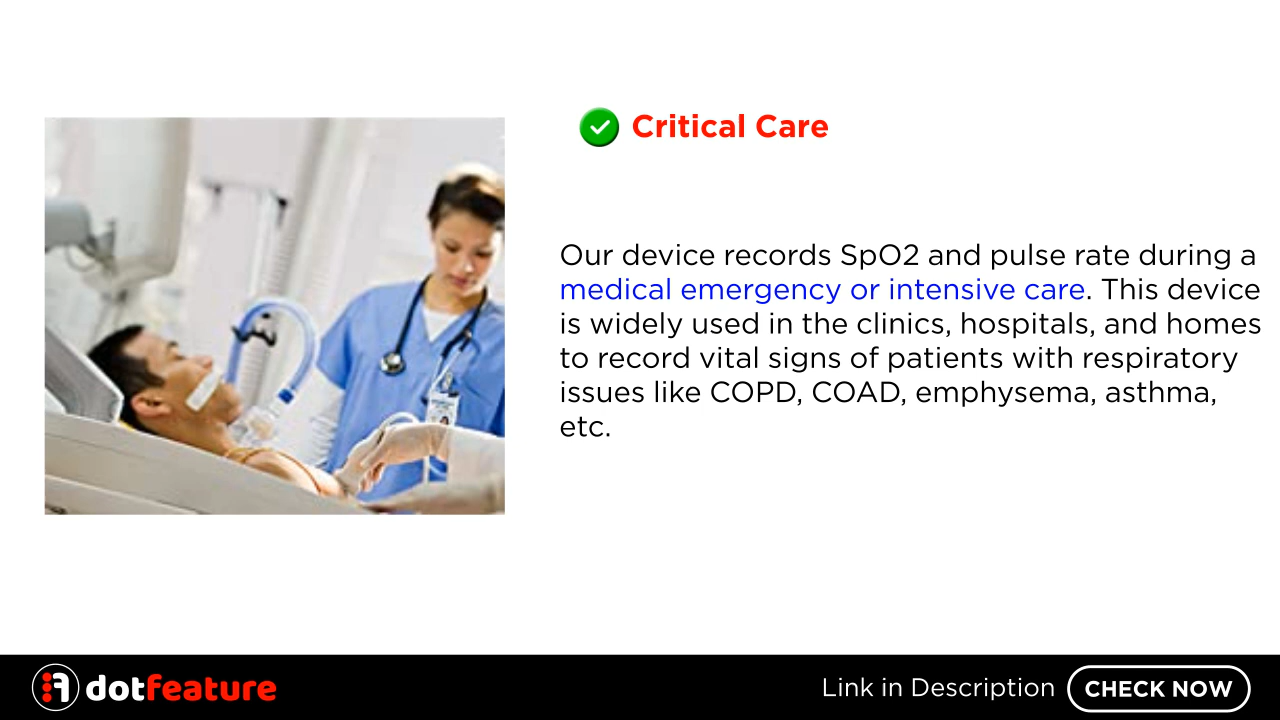 Critical Care
Our device records SpO2 and pulse rate during a
medical emergency or intensive care. This device
is widely used in the clinics, hospitals, and homes
to record vital signs of patients with respiratory
issues like COPD, COAD, emphysema, asthma,
etc.
dotfeature
Link in Description
CHECK NOW